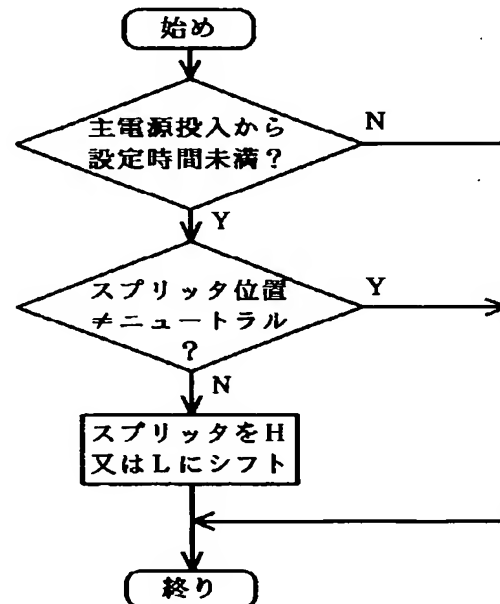 始め
主電源投入から
設定時間未満?
N
Y
スプリッタ位置
≠ニュートラル
?
Y
N
スプリッタをH
又はLにシフト
終り